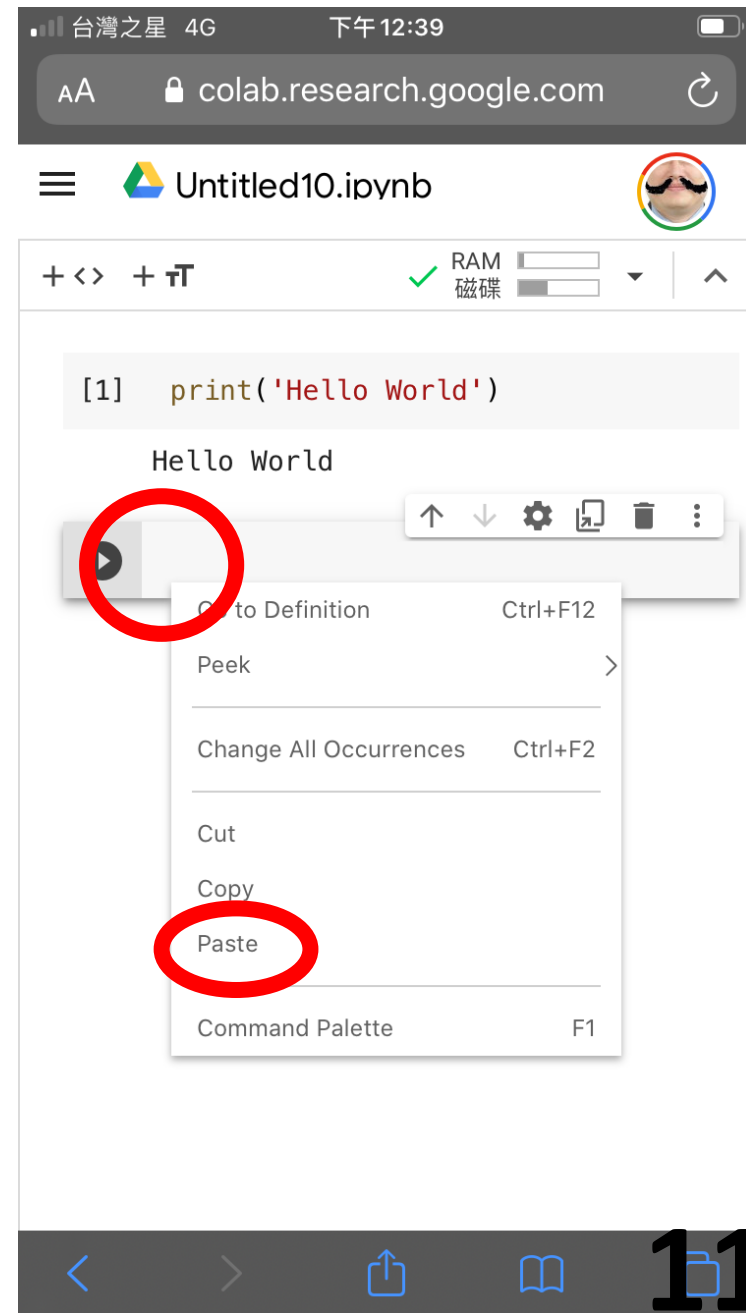 台灣之星 4G 下午12:39
AA colab.research.google.com
Untitled10.ipynb
+ <> + TT RAM
磁碟
[1] print('Hello World')
Hello World
Go to Definition Ctrl+F12
Peek
Change All Occurrences Ctrl+F2
Cut
Copy
Paste
Command Palette F1
11